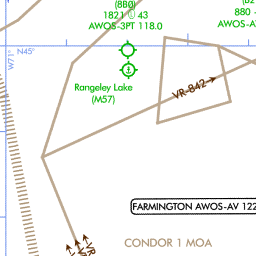 (8B0)
1821 43
AWOS-3PT 118.0
B2
880
AWOS-A
N45°
W71°
Rangeley Lake
(M57)
VR-842
FARMINGTON AWOS-AV 122
CONDOR 1 MOA
VR